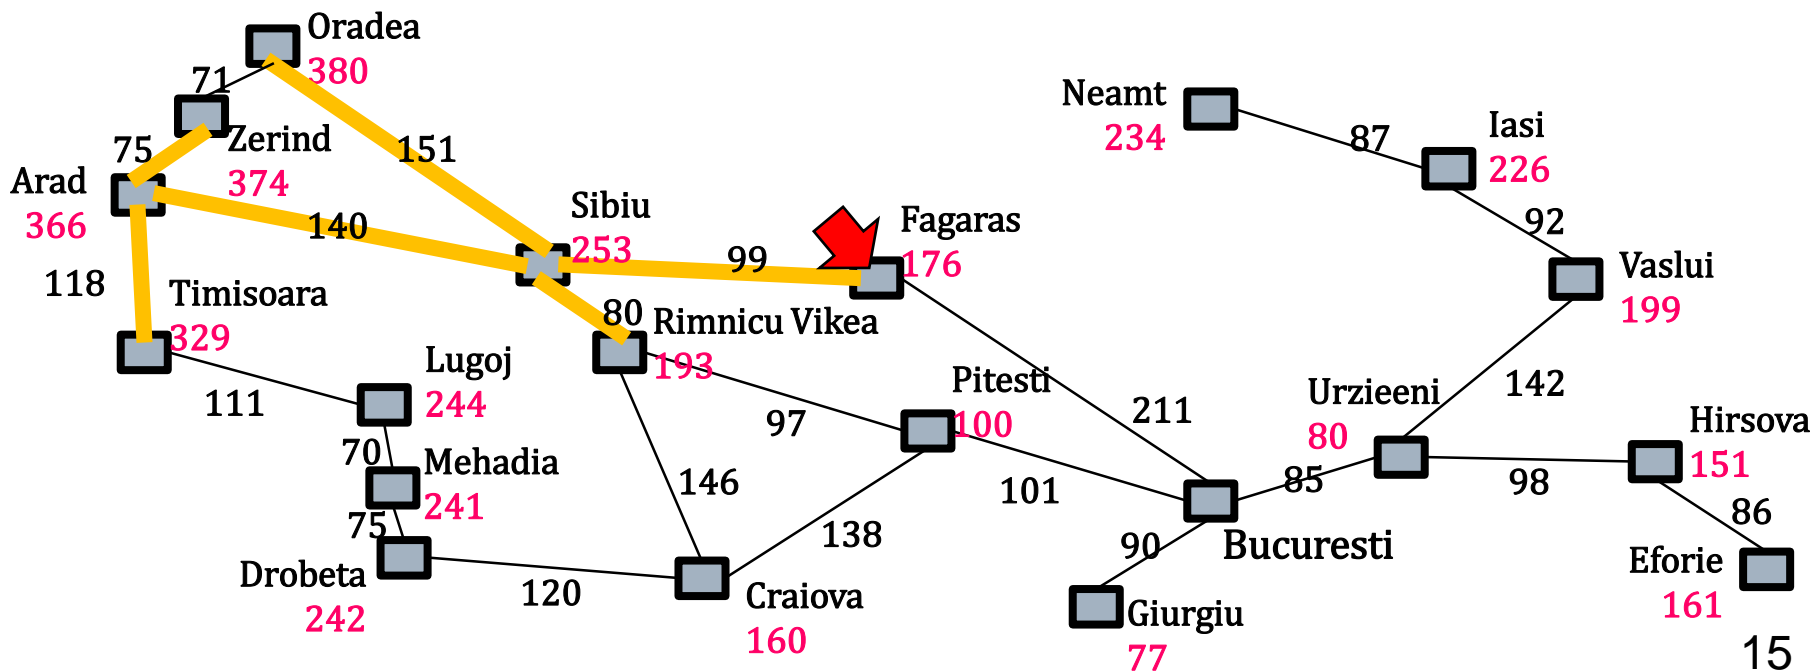 Oradea
380
71
Zerind
374
75
Arad
366
151
140
Sibiu
253
99
Fagaras
176
118
Timisoara
329
80
Rimnicu Vikea
193
111
Lugoj
244
70
Mehadia
241
75
Drobeta
242
120
146
Craiova
160
138
97
Pitesti
100
101
211
Bucuresti
90
Giurgiu
77
85
Urzieeni
80
142
98
Hirsova
151
86
Eforie
161
Neamt
234
87
Iasi
226
92
Vaslui
199
15